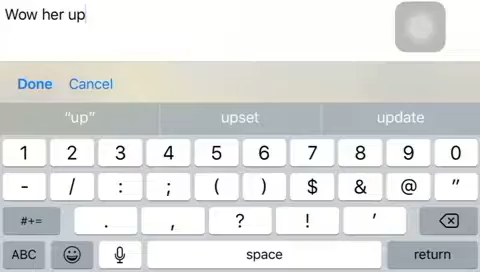 Wow her up
Done Cancel
“up” upset update
1 2 3 4 5 6 7 8 9 0
- / : ; ( ) $ & @ ”
#+= . , ? ! ’
ABC space return